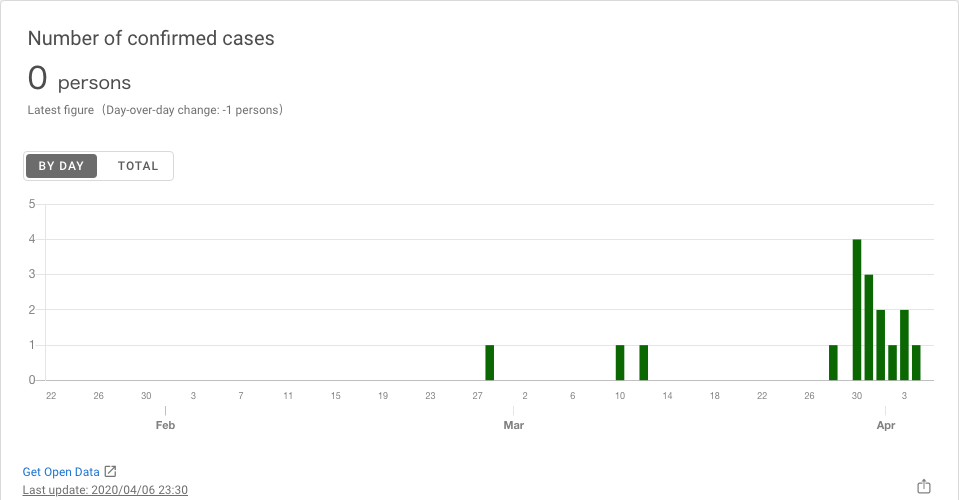 Number of confirmed cases
0 persons
Latest figure (Day-over-day change: -1 persons)
BY DAY TOTAL
5
4
3
2
1
0
22 26 30 3 7 11 15 19 23 27 2 6 10 14 18 22 26 30 3
Feb Mar Apr
Get Open Data
Last update: 2020/04/06 23:30